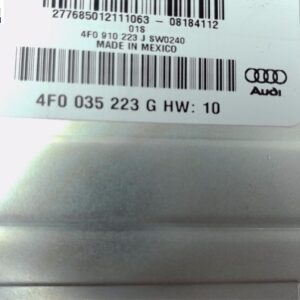 277685012111063 - 08184112
01S
4F0 910 223 J SW0240
MADE IN MEXICO
4F0 035 223 G HW: 10
Audi